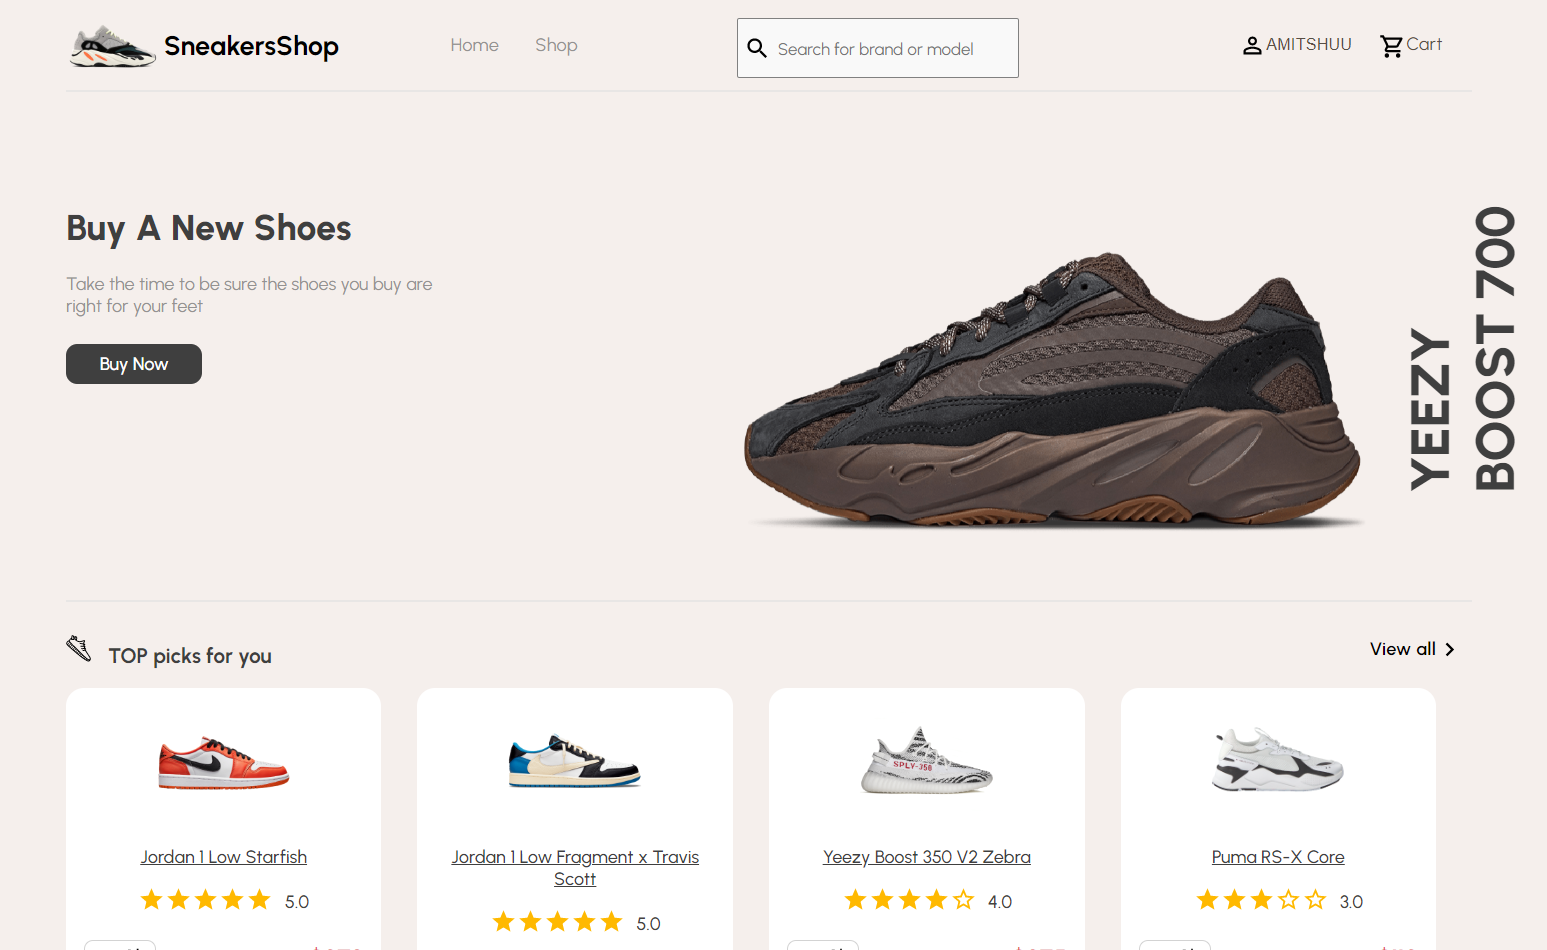 SneakersShop
Home
Shop
Search for brand or model
AMITSHUU
Cart
Buy A New Shoes
Take the time to be sure the shoes you buy are
right for your feet
Buy Now
YEEZY
BOOST 700
TOP picks for you
View all
SPLY-350
Jordan 1 Low Starfish
5.0
Jordan 1 Low Fragment x Travis
Scott
5.0
Yeezy Boost 350 V2 Zebra
4.0
Puma RS-X Core
3.0